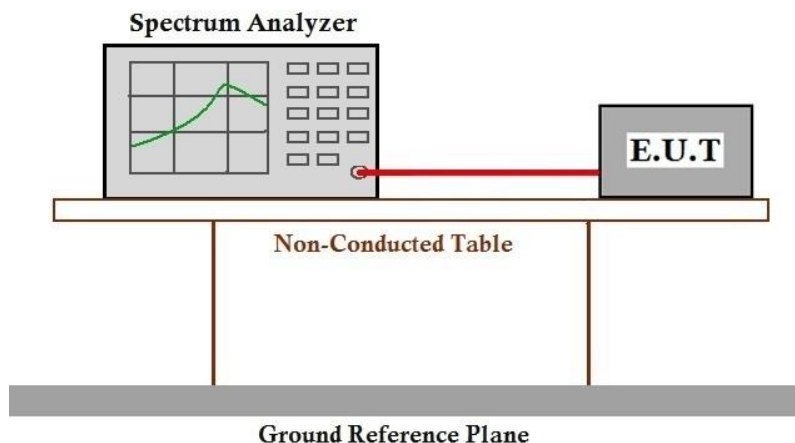 Spectrum Analyzer
E.U.T
Non-Conducted Table
Ground Reference Plane